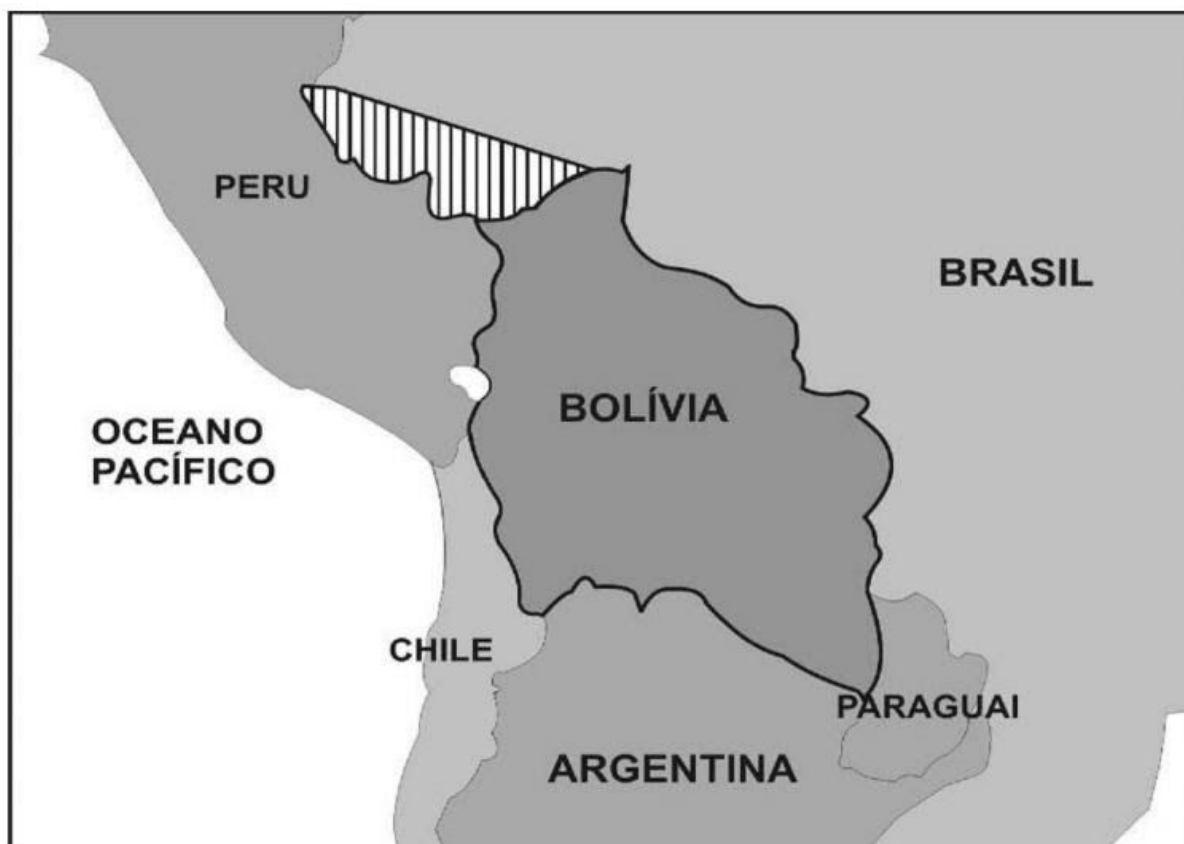 PERU
BRASIL
BOLÍVIA
OCEANO
PACÍFICO
CHILE
PARAGUAI
ARGENTINA